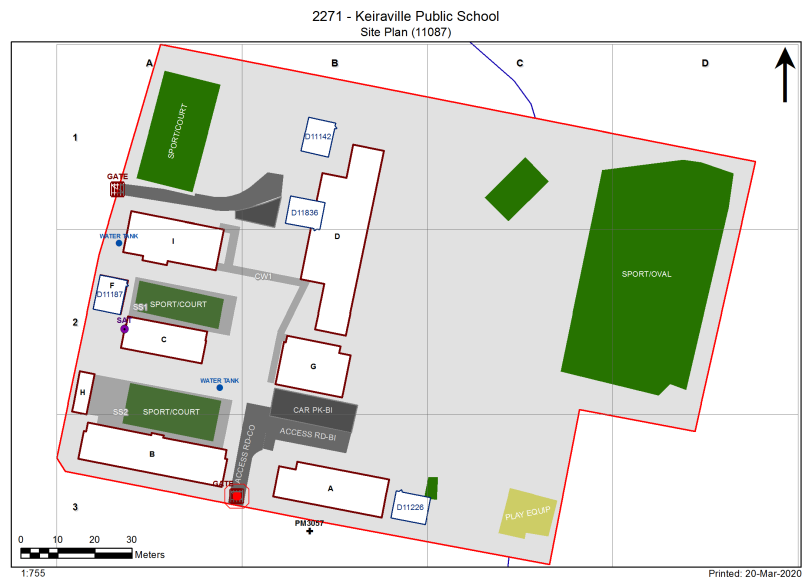 2271 - Keiraville Public School
Site Plan (11087)
A
B
C
D
1
SPORT/COURT
D11142
GATE
D11836
WATER TANK
I
D
CW1
SPORT/OVAL
F
D11187
SS1
SPORT/COURT
2
SA1
C
G
WATER TANK
H
SS2
SPORT/COURT
CAR PK-BI
ACCESS RD-BI
ACCESS RD-CO
B
GATE
A
D11226
PLAY EQUIP
3
PM3057
0 10 20 30
Meters
1:755
Printed: 20-Mar-2020